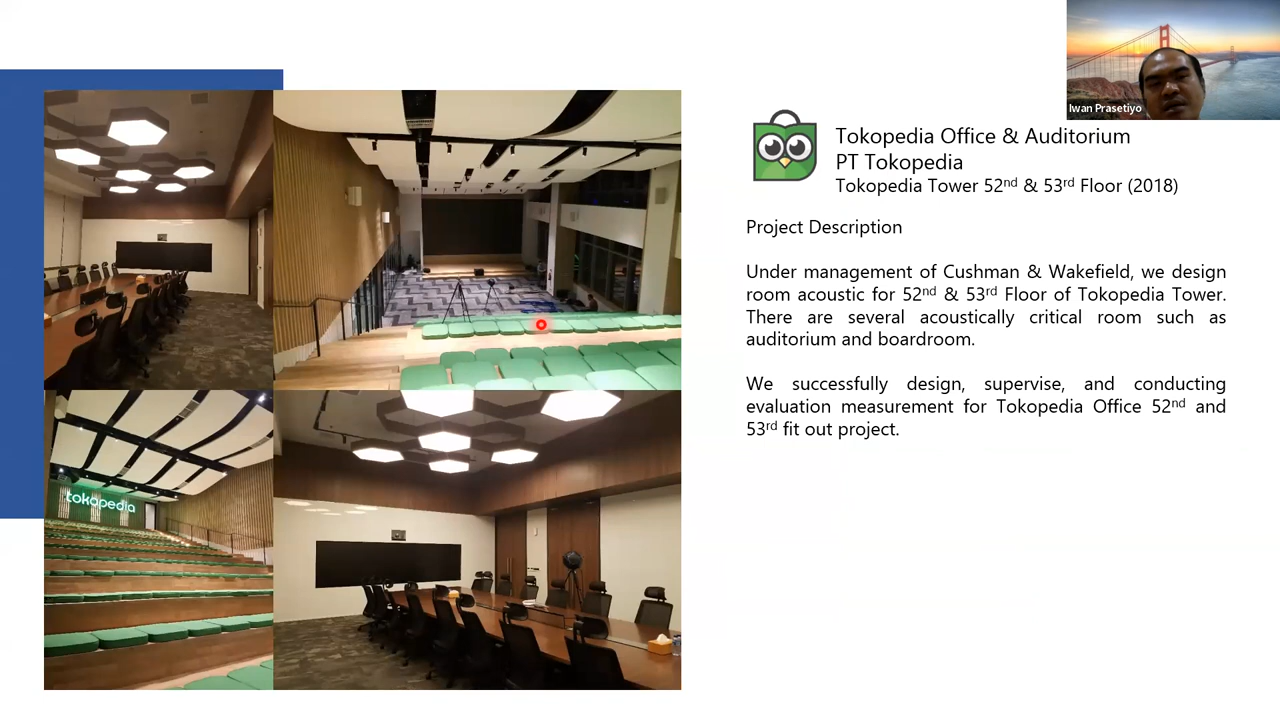 Iwan Prasetiyo
Tokopedia Office & Auditorium
PT Tokopedia
Tokopedia Tower 52nd & 53rd Floor (2018)
Project Description
Under management of Cushman & Wakefield, we design
room acoustic for 52nd & 53rd Floor of Tokopedia Tower.
There are several acoustically critical room such as
auditorium and boardroom.
We successfully design, supervise, and conducting
evaluation measurement for Tokopedia Office 52nd and
53rd fit out project.
tokopedia